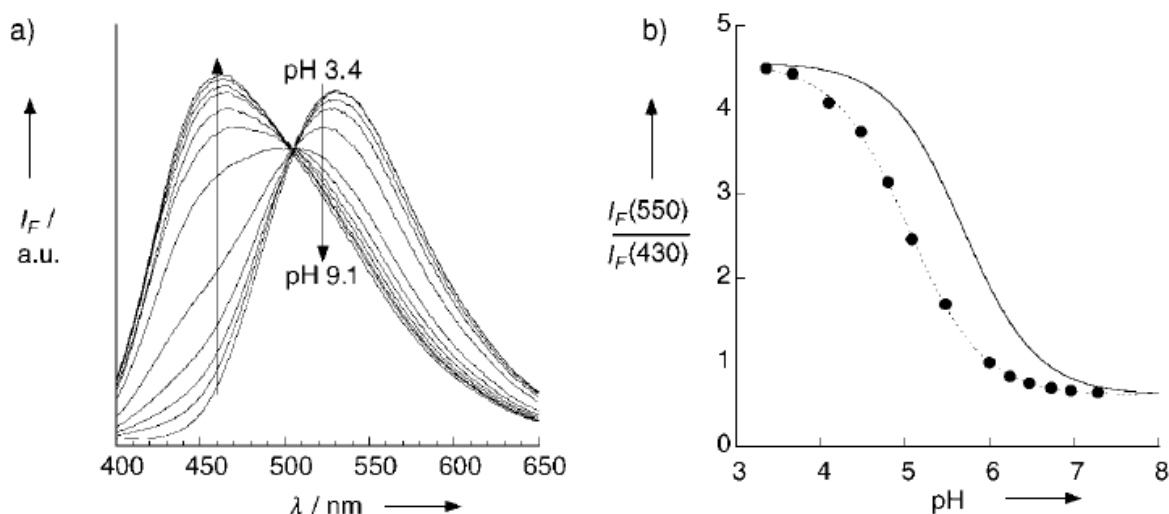 a)
pH 3.4
pH 9.1
I_F /
a.u.
400 450 500 550 600 650
λ / nm
b)
5
4
3
2
1
0
I_F(550)
I_F(430)
3 4 5 6 7 8
pH